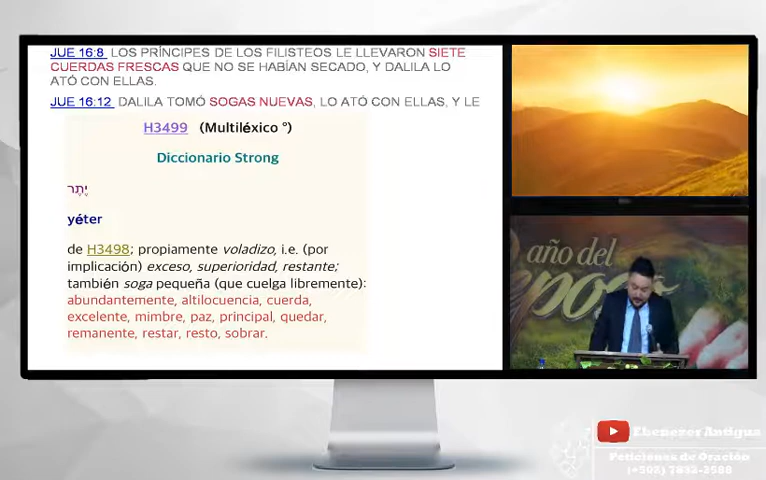 JUE 16:8 LOS PRÍNCIPES DE LOS FILISTEOS LE LLEVARON SIETE
CUERDAS FRESCAS QUE NO SE HABÍAN SECADO, Y DALILA LO
ATÓ CON ELLAS.
JUE 16:12 DALILA TOMÓ SOGAS NUEVAS, LO ATÓ CON ELLAS, Y LE
H3499 (Multiléxico °)
Diccionario Strong
יֶתֶר
yéter
de H3498; propiamente voladizo, i.e. (por
implicación) exceso, superioridad, restante;
también soga pequeña (que cuelga libremente):
abundantemente, altilocuencia, cuerda,
excelente, mimbre, paz, principal, quedar,
remanente, restar, resto, sobrar.
año del
Ebenezer Antigua
Peticiones de Oración